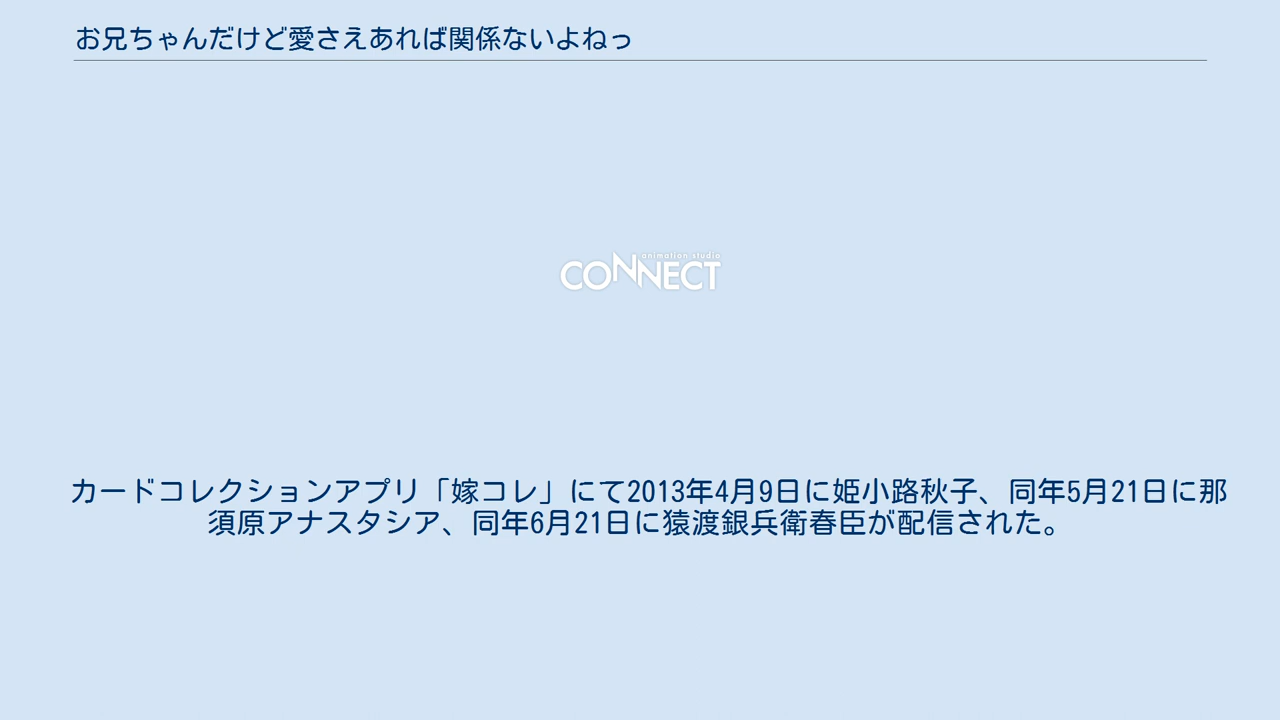 お兄ちゃんだけど愛さえあれば関係ないよねっ
animation studio
CONNECT
カードコレクションアプリ「嫁コレ」にて2013年4月9日に姫小路秋子、同年5月21日に那
須原アナスタシア、同年6月21日に猿渡銀兵衛春臣が配信された。